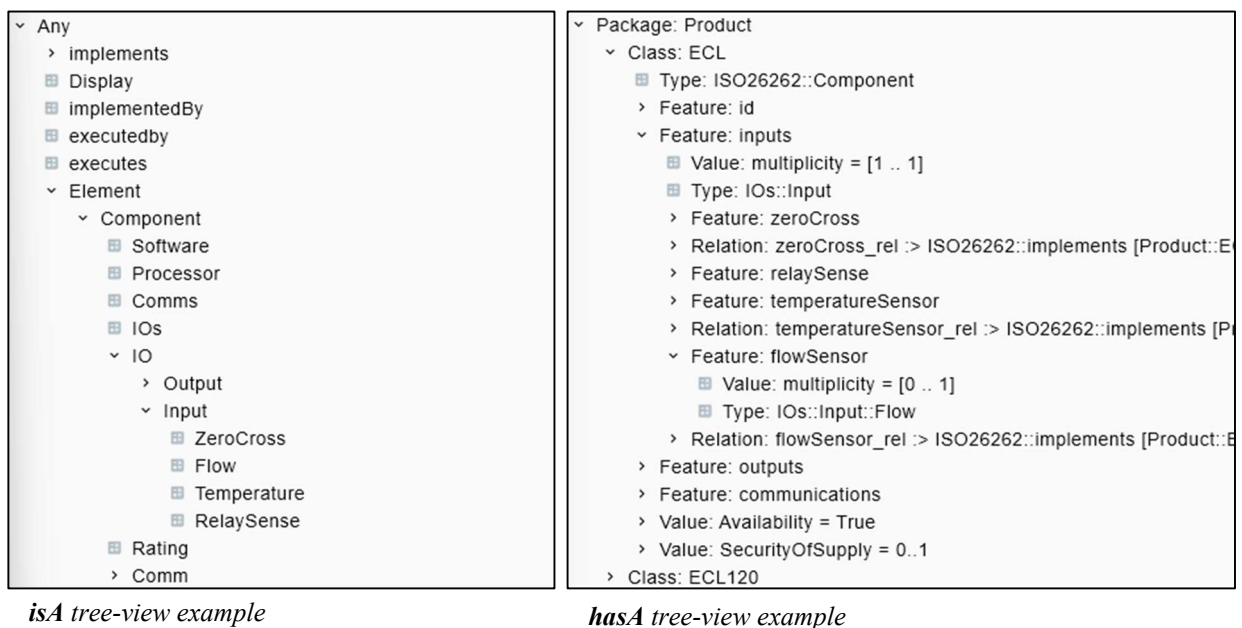 Any
implements
Display
implementedBy
executedby
executes
Element
Component
Software
Processor
Comms
IOs
IO
Output
Input
ZeroCross
Flow
Temperature
RelaySense
Rating
Comm
isA tree-view example
Package: Product
Class: ECL
Type: ISO26262::Component
Feature: id
Feature: inputs
Value: multiplicity = [1 .. 1]
Type: IOs::Input
Feature: zeroCross
Relation: zeroCross_rel :> ISO26262::implements [Product::E
Feature: relaySense
Feature: temperatureSensor
Relation: temperatureSensor_rel :> ISO26262::implements [P
Feature: flowSensor
Value: multiplicity = [0 .. 1]
Type: IOs::Input::Flow
Relation: flowSensor_rel :> ISO26262::implements [Product::E
Feature: outputs
Feature: communications
Value: Availability = True
Value: SecurityOfSupply = 0..1
Class: ECL120
hasA tree-view example